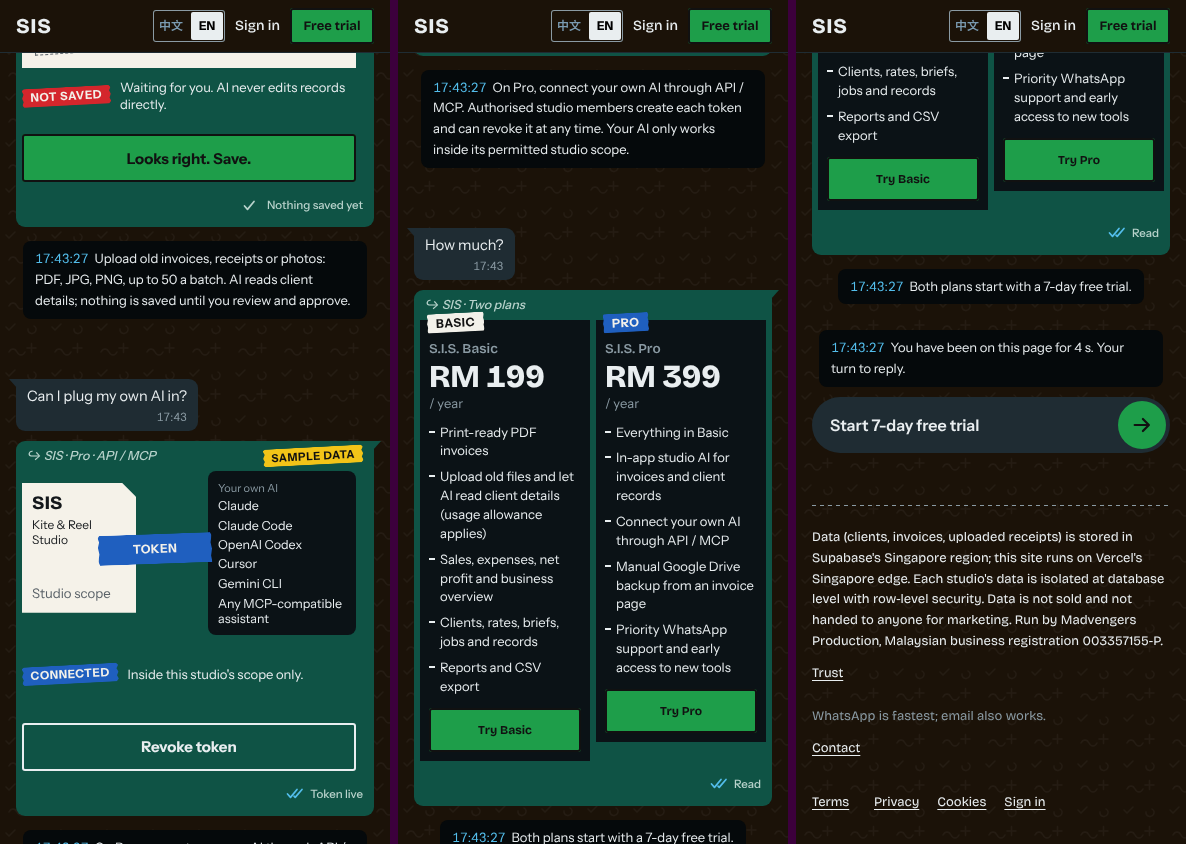 SIS
中文 EN Sign in Free trial
NOT SAVED
Waiting for you. AI never edits records
directly.
Looks right. Save.
Nothing saved yet
17:43:27 Upload old invoices, receipts or photos:
PDF, JPG, PNG, up to 50 a batch. AI reads client
details; nothing is saved until you review and approve.
Can I plug my own AI in?
17:43
↪ SIS · Pro · API / MCP
SAMPLE DATA
SIS
Kite & Reel
Studio
Studio scope
TOKEN
Your own AI
Claude
Claude Code
OpenAI Codex
Cursor
Gemini CLI
Any MCP-compatible
assistant
CONNECTED
Inside this studio's scope only.
Revoke token
Token live
SIS
中文 EN Sign in Free trial
17:43:27 On Pro, connect your own AI through API /
MCP. Authorised studio members create each token
and can revoke it at any time. Your AI only works
inside its permitted studio scope.
How much?
17:43
↪ SIS · Two plans
BASIC
S.I.S. Basic
RM 199
/ year
– Print-ready PDF
invoices
– Upload old files and let
AI read client details
(usage allowance
applies)
– Sales, expenses, net
profit and business
overview
– Clients, rates, briefs,
jobs and records
– Reports and CSV
export
Try Basic
PRO
S.I.S. Pro
RM 399
/ year
– Everything in Basic
– In-app studio AI for
invoices and client
records
– Connect your own AI
through API / MCP
– Manual Google Drive
backup from an invoice
page
– Priority WhatsApp
support and early
access to new tools
Try Pro
Read
17:43:27 Both plans start with a 7-day free trial.
SIS
中文 EN Sign in Free trial
– Clients, rates, briefs,
jobs and records
– Reports and CSV
export
Try Basic
page
– Priority WhatsApp
support and early
access to new tools
Try Pro
Read
17:43:27 Both plans start with a 7-day free trial.
17:43:27 You have been on this page for 4 s. Your
turn to reply.
Start 7-day free trial
Data (clients, invoices, uploaded receipts) is stored in
Supabase's Singapore region; this site runs on Vercel's
Singapore edge. Each studio's data is isolated at database
level with row-level security. Data is not sold and not
handed to anyone for marketing. Run by Madvengers
Production, Malaysian business registration 003357155-P.
Trust
WhatsApp is fastest; email also works.
Contact
Terms Privacy Cookies Sign in